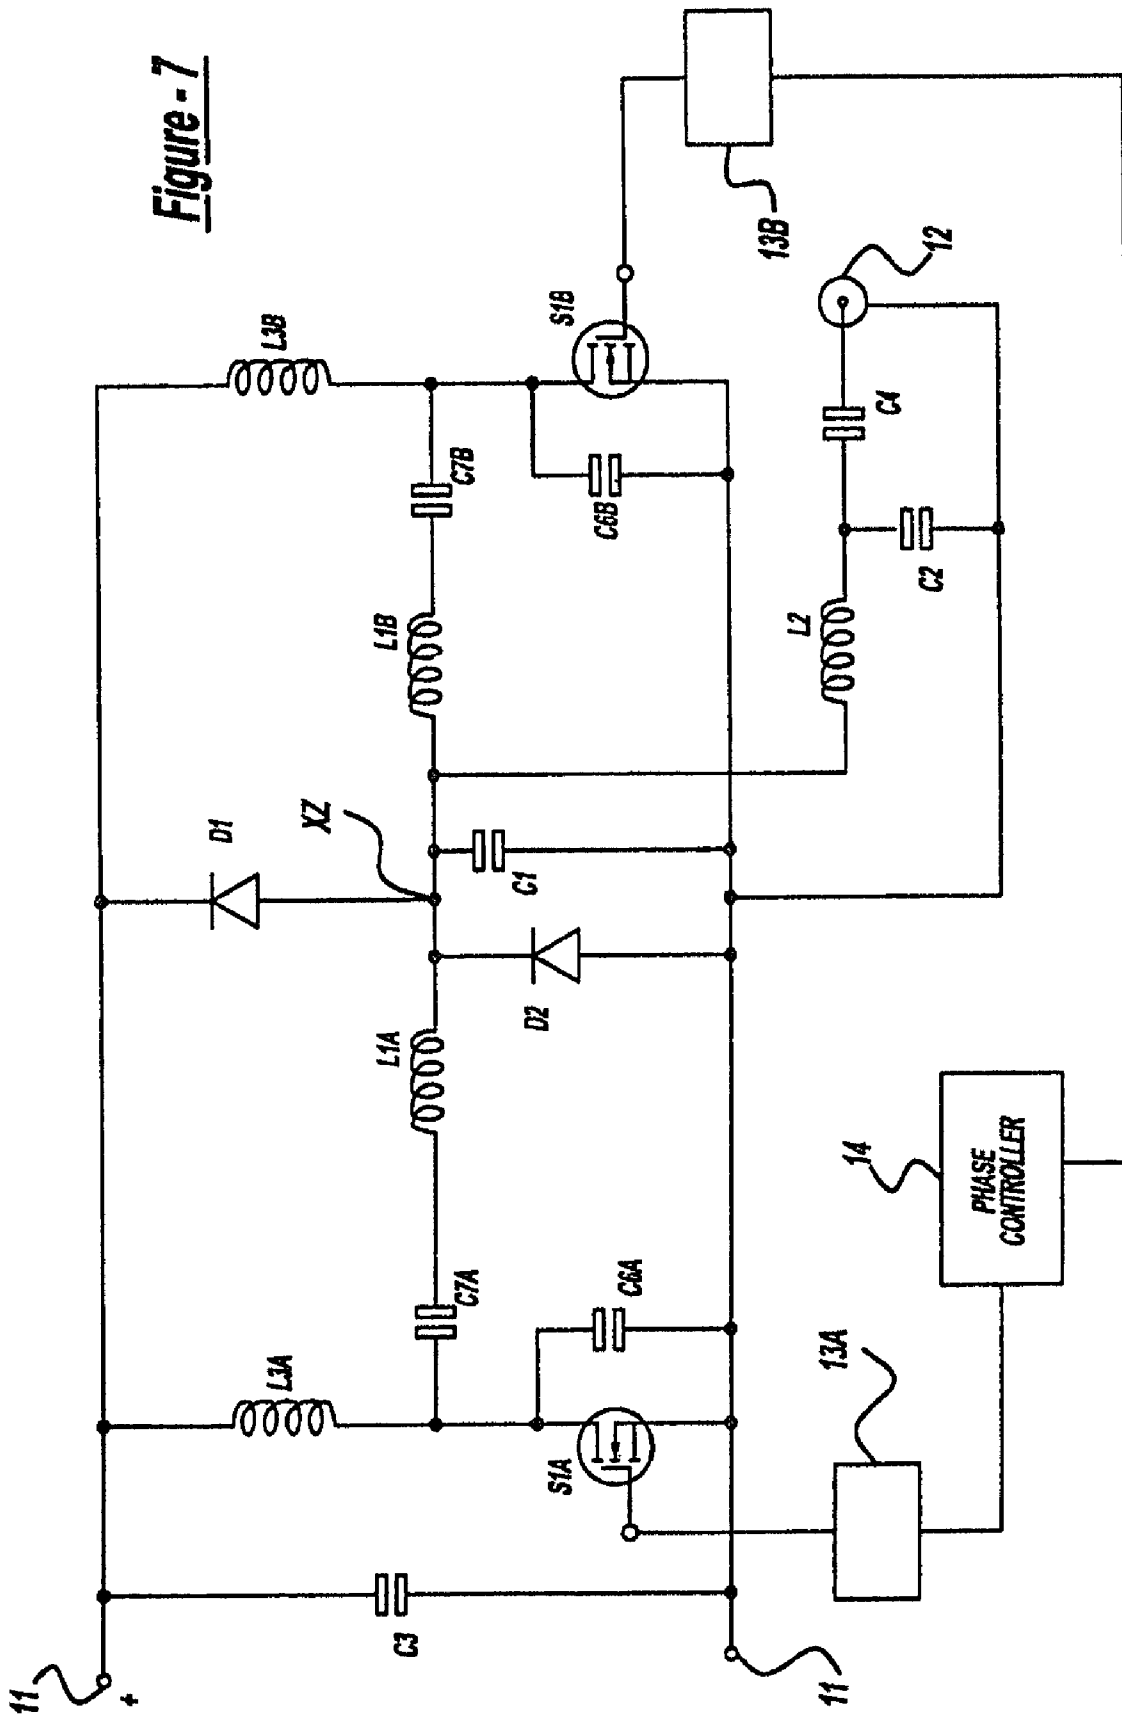 Figure - 7
11
+
C3
L3A
S1A
C6A
C7A
L1A
D1
XZ
D2
C1
L1B
C7B
L3B
C6B
S1B
L2
C2
C4
12
13B
13A
14
PHASE
CONTROLLER
11